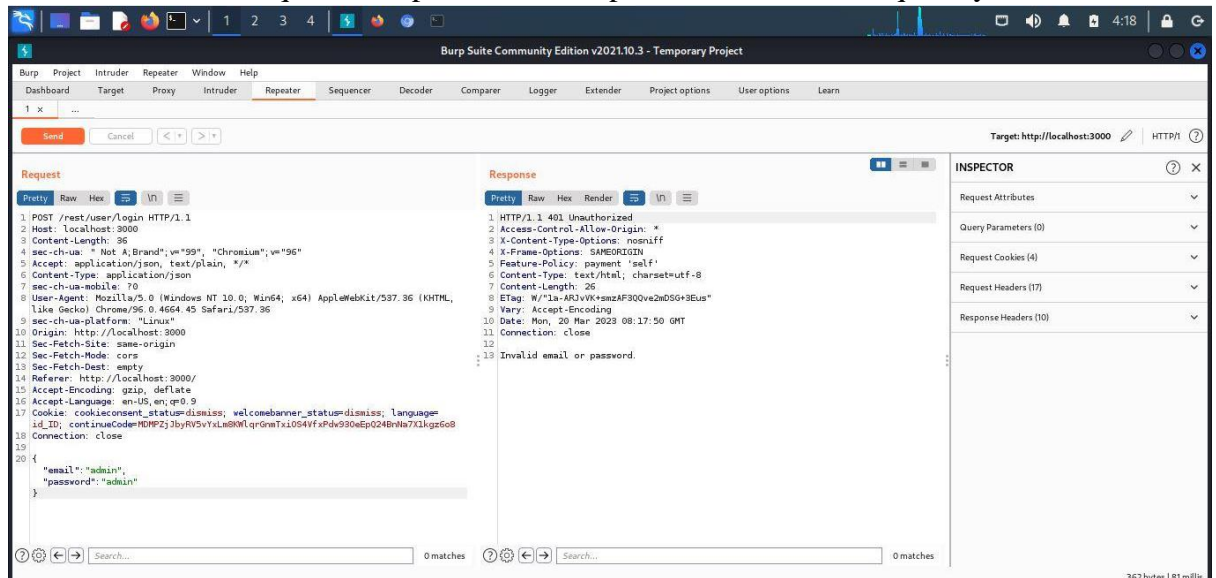 1 2 3 4
4:18
Burp Suite Community Edition v2021.10.3 - Temporary Project
Burp Project Intruder Repeater Window Help
Dashboard Target Proxy Intruder Repeater Sequencer Decoder Comparer Logger Extender Project options User options Learn
1 × ...
Send Cancel < > Target: http://localhost:3000 HTTP/1
Request
Pretty Raw Hex \n
1 POST /rest/user/login HTTP/1.1
2 Host: localhost:3000
3 Content-Length: 36
4 sec-ch-ua: " Not A;Brand";v="99", "Chromium";v="96"
5 Accept: application/json, text/plain, */*
6 Content-Type: application/json
7 sec-ch-ua-mobile: ?0
8 User-Agent: Mozilla/5.0 (Windows NT 10.0; Win64; x64) AppleWebKit/537.36 (KHTML,
like Gecko) Chrome/96.0.4664.45 Safari/537.36
9 sec-ch-ua-platform: "Linux"
10 Origin: http://localhost:3000
11 Sec-Fetch-Site: same-origin
12 Sec-Fetch-Mode: cors
13 Sec-Fetch-Dest: empty
14 Referer: http://localhost:3000/
15 Accept-Encoding: gzip, deflate
16 Accept-Language: en-US,en;q=0.9
17 Cookie: cookieconsent_status=dismiss; welcomebanner_status=dismiss; language=
id_ID;
18 Connection: close
19
20 {
"email":"admin",
"password":"admin"
}
Search... 0 matches
Response
Pretty Raw Hex Render \n
1 HTTP/1.1 401 Unauthorized
2 Access-Control-Allow-Origin: *
3 X-Content-Type-Options: nosniff
4 X-Frame-Options: SAMEORIGIN
5 Feature-Policy: payment 'self'
6 Content-Type: text/html; charset=utf-8
7 Content-Length: 26
8 ETag:
9 Vary: Accept-Encoding
10 Date: Mon, 20 Mar 2023 08:17:50 GMT
11 Connection: close
12
13 Invalid email or password.
Search... 0 matches
INSPECTOR
Request Attributes
Query Parameters (0)
Request Cookies (4)
Request Headers (17)
Response Headers (10)